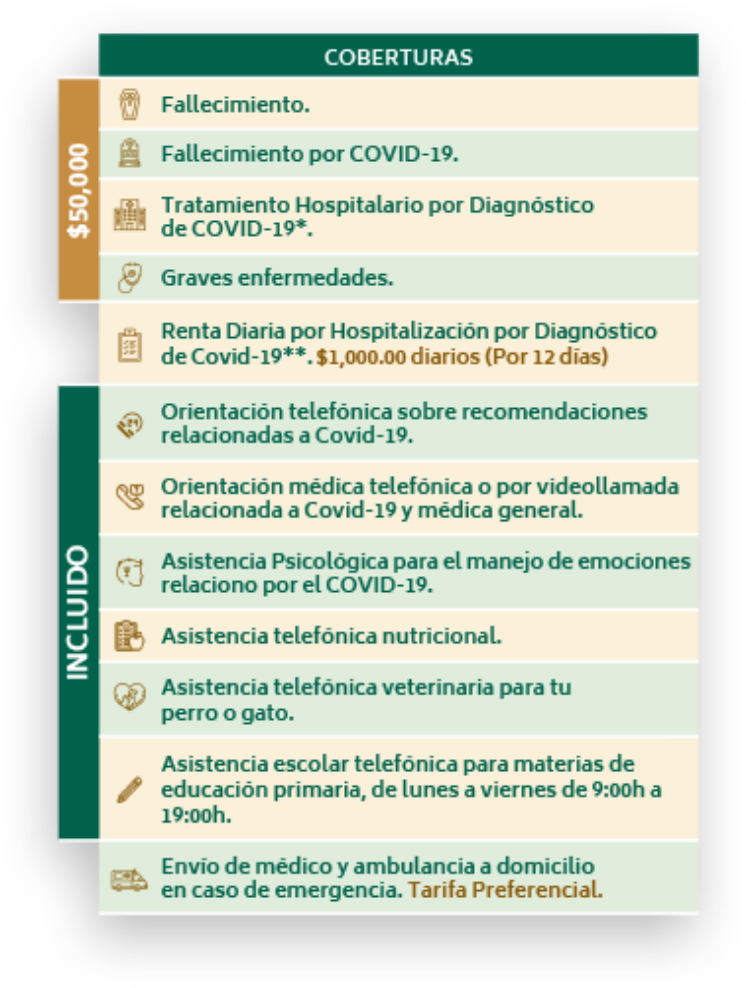 COBERTURAS
$50,000
Fallecimiento.
Fallecimiento por COVID-19.
Tratamiento Hospitalario por Diagnóstico
de COVID-19*.
Graves enfermedades.
Renta Diaria por Hospitalización por Diagnóstico
de Covid-19**. $1,000.00 diarios (Por 12 días)
INCLUIDO
Orientación telefónica sobre recomendaciones
relacionadas a Covid-19.
Orientación médica telefónica o por videollamada
relacionada a Covid-19 y médica general.
Asistencia Psicológica para el manejo de emociones
relaciono por el COVID-19.
Asistencia telefónica nutricional.
Asistencia telefónica veterinaria para tu
perro o gato.
Asistencia escolar telefónica para materias de
educación primaria, de lunes a viernes de 9:00h a
19:00h.
Envío de médico y ambulancia a domicilio
en caso de emergencia. Tarifa Preferencial.